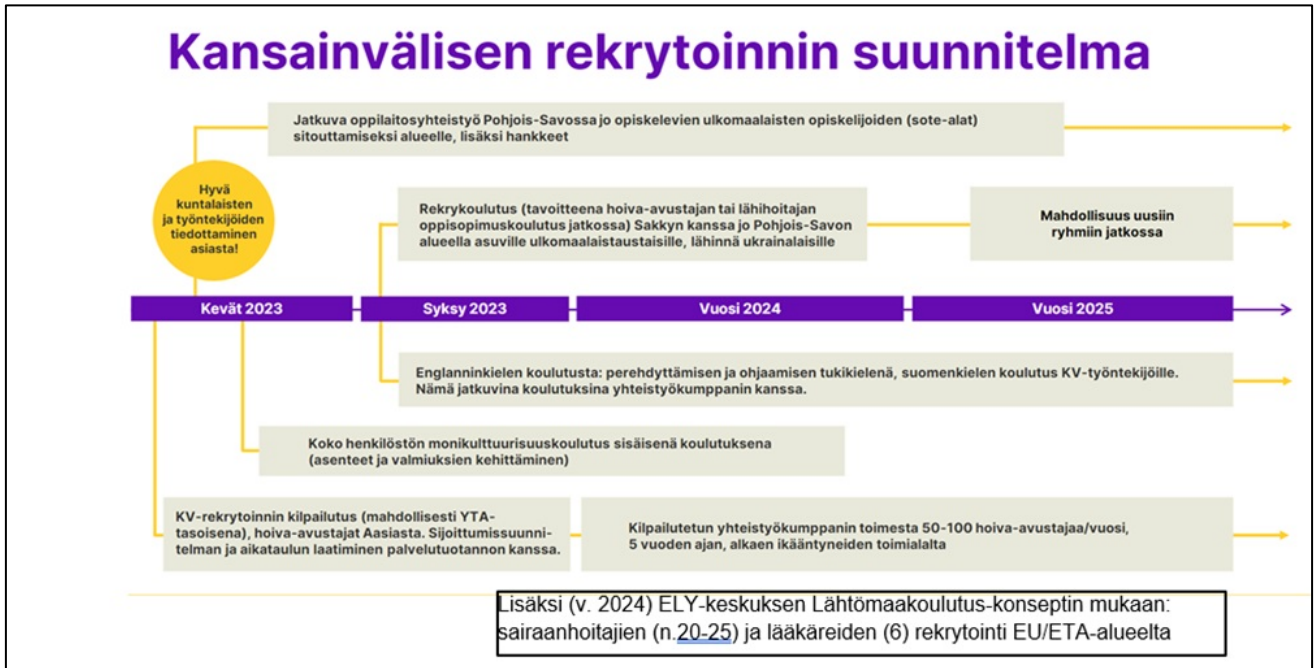 Kansainvälisen rekrytoinnin suunnitelma
Jatkuva oppilaitosyhteistyö Pohjois-Savossa jo opiskelevien ulkomaalaisten opiskelijoiden (sote-alat)
sitouttamiseksi alueelle, lisäksi hankkeet
Hyvä
kuntalaisten
ja työntekijöiden
tiedottaminen
asiasta!
Rekrykoulutus (tavoitteena hoiva-avustajan tai lähihoitajan
oppisopimuskoulutus jatkossa) Sakkyn kanssa jo Pohjois-Savon
alueella asuville ulkomaalaistaustaisille, lähinnä ukrainalaisille
Mahdollisuus uusiin
ryhmiin jatkossa
Kevät 2023
Syksy 2023
Vuosi 2024
Vuosi 2025
Englanninkielen koulutusta: perehdyttämisen ja ohjaamisen tukikielenä, suomenkielen koulutus KV-työntekijöille.
Nämä jatkuvina koulutuksina yhteistyökumppanin kanssa.
Koko henkilöstön monikulttuurisuuskoulutus sisäisenä koulutuksena
(asenteet ja valmiuksien kehittäminen)
KV-rekrytoinnin kilpailutus (mahdollisesti YTA-
tasoisena), hoiva-avustajat Aasiasta. Sijoittumissuunni-
telman ja aikataulun laatiminen palvelutuotannon kanssa.
Kilpailutetun yhteistyökumppanin toimesta 50-100 hoiva-avustajaa/vuosi,
5 vuoden ajan, alkaen ikääntyneiden toimialalta
Lisäksi (v. 2024) ELY-keskuksen Lähtömaakoulutus-konseptin mukaan:
sairaanhoitajien (n.20-25) ja lääkäreiden (6) rekrytointi EU/ETA-alueelta